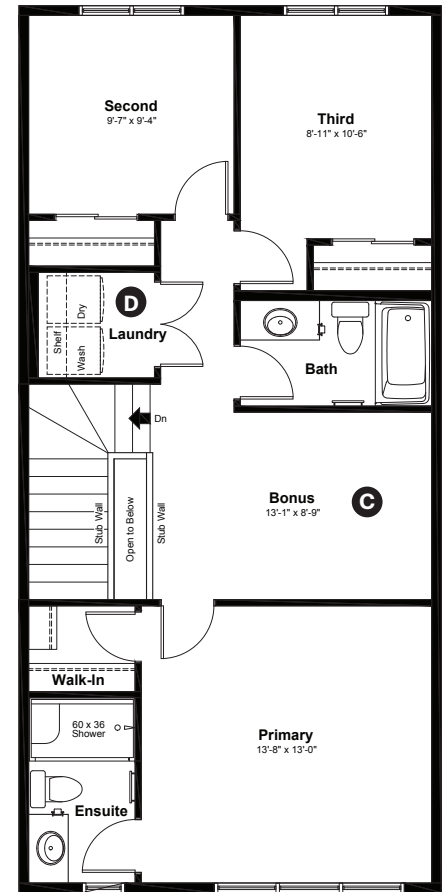 Second
9'-7" x 9'-4"
Third
8'-11" x 10'-6"
D
Laundry
Shelf
Dry
Wash
Bath
Dn
Stub Wall
Open to Below
Stub Wall
Bonus
13'-1" x 8'-9"
C
Walk-In
60 x 36
Shower
Primary
13'-8" x 13'-0"
Ensuite